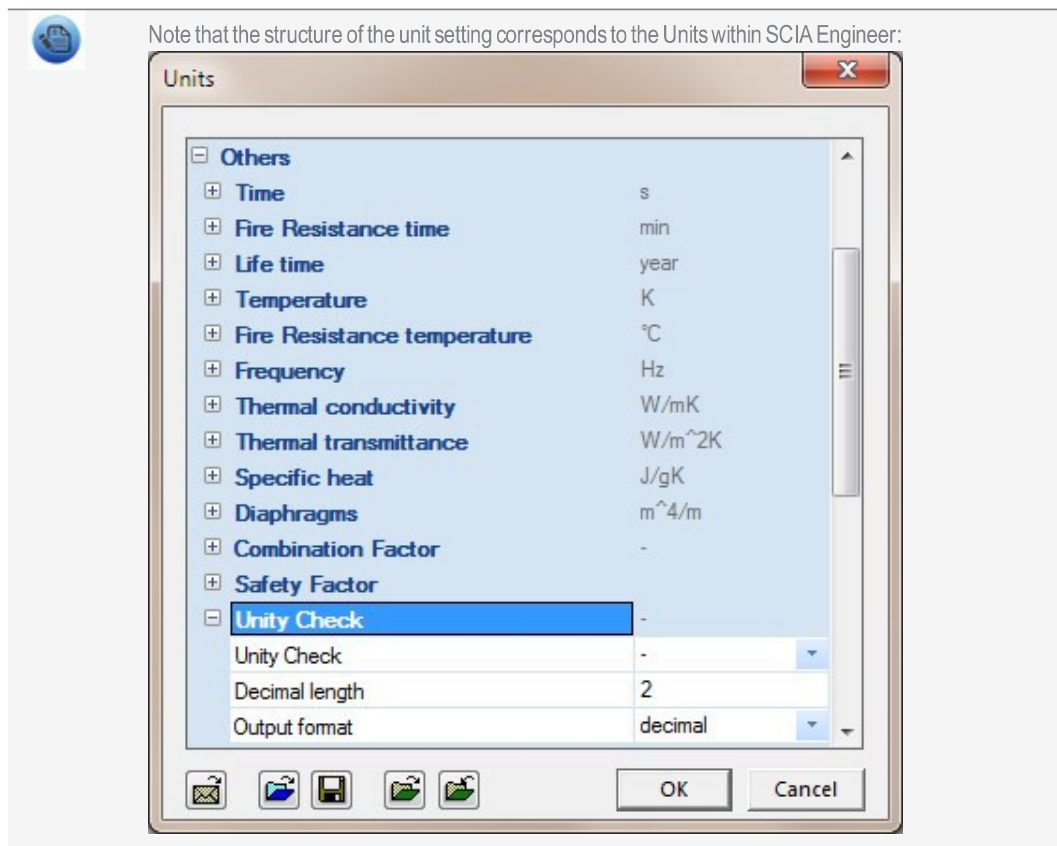 Note that the structure of the unit setting corresponds to the Units within SCIA Engineer:
Units
Others
Time s
Fire Resistance time min
Life time year
Temperature K
Fire Resistance temperature °C
Frequency Hz
Thermal conductivity W/mK
Thermal transmittance W/m^2K
Specific heat J/gK
Diaphragms m^4/m
Combination Factor -
Safety Factor
Unity Check -
Unity Check -
Decimal length 2
Output format decimal
OK Cancel